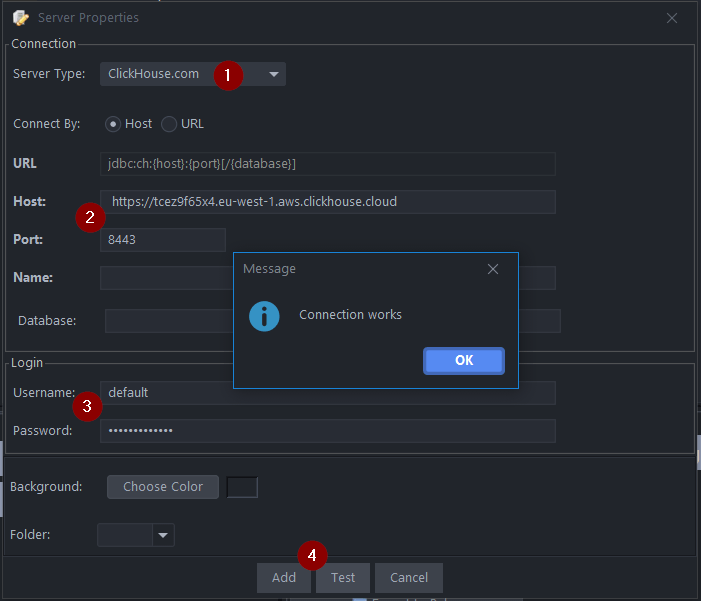 Server Properties
Connection
Server Type: ClickHouse.com 1
Connect By: Host URL
URL jdbc:ch:{host}:{port}[/{database}]
Host: https://tcez9f65x4.eu-west-1.aws.clickhouse.cloud
2
Port: 8443
Name:
Message
Connection works
OK
Database:
Login
Username: default
3
Password: •••••••••••••
Background: Choose Color
Folder:
4
Add Test Cancel